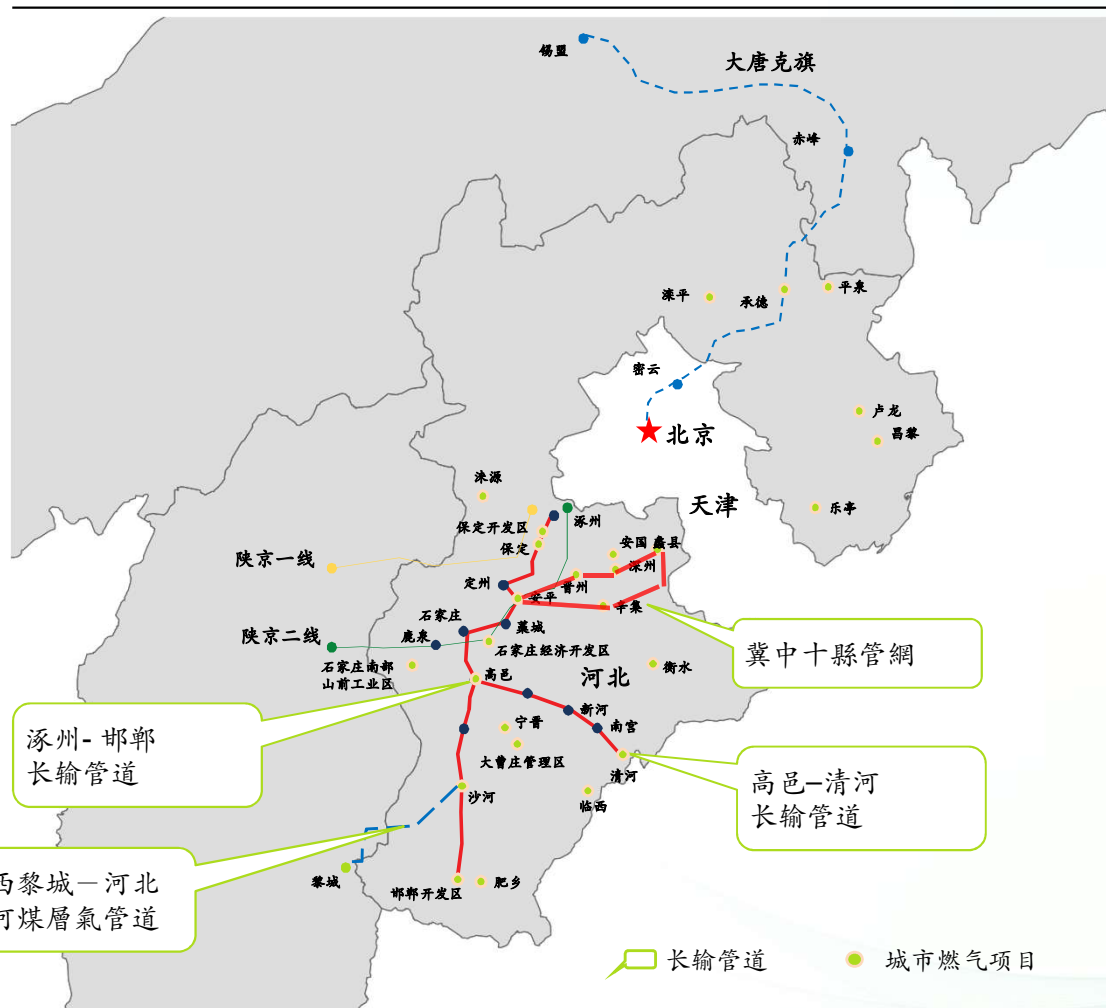 锡盟
大唐克旗
赤峰
滦平
承德
平泉
密云
北京
卢龙
昌黎
天津
乐亭
涞源
保定开发区
涿州
保定
安国
蠡县
深州
陕京一线
定州
晋州
安平
辛集
石家庄
藁城
陕京二线
鹿泉
石家庄经济开发区
冀中十縣管網
石家庄南部
山前工业区
衡水
高邑
河北
新河
涿州- 邯郸
长输管道
宁晋
南宫
大曹庄管理区
清河
高邑–清河
长输管道
沙河
临西
西黎城－河北
河煤層氣管道
黎城
邯郸开发区
肥乡
长输管道
城市燃气项目